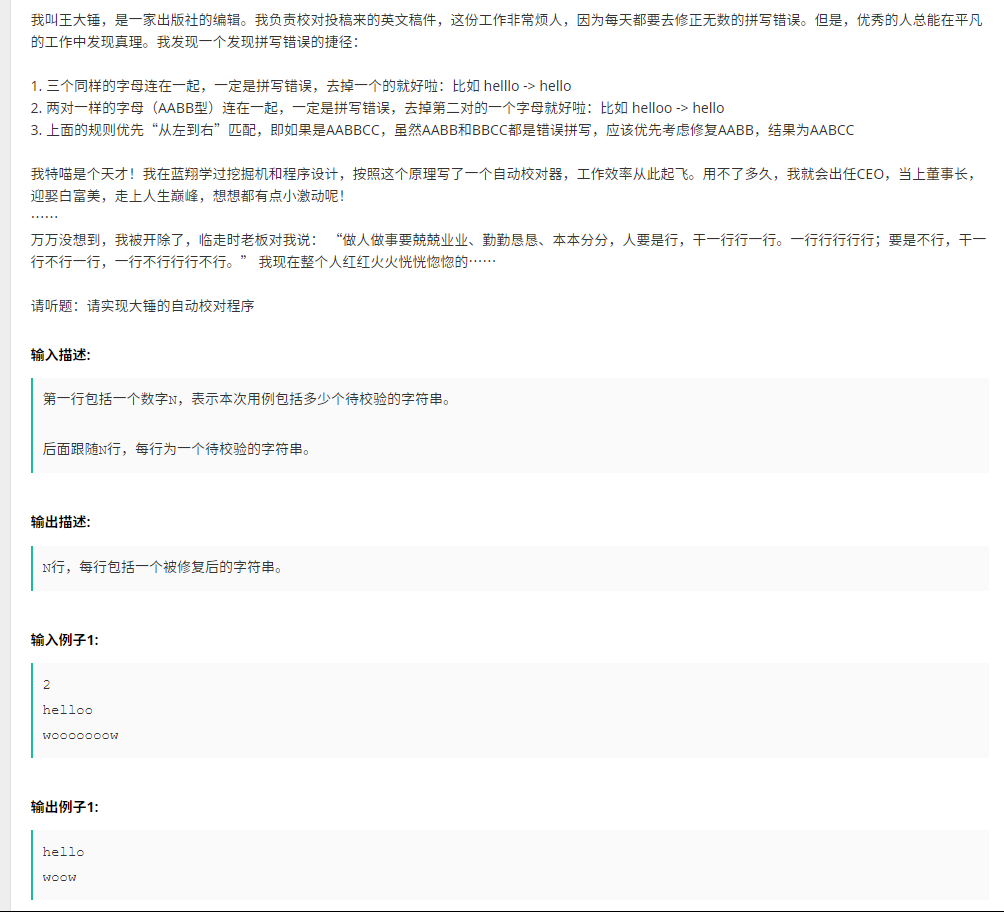 我叫王大锤，是一家出版社的编辑。我负责校对投稿来的英文稿件，这份工作非常烦人，因为每天都要去修正无数的拼写错误。但是，优秀的人总能在平凡
的工作中发现真理。我发现一个发现拼写错误的捷径：
1. 三个同样的字母连在一起，一定是拼写错误，去掉一个的就好啦：比如 helllo -> hello
2. 两对一样的字母（AABB型）连在一起，一定是拼写错误，去掉第二对的一个字母就好啦：比如 helloo -> hello
3. 上面的规则优先“从左到右”匹配，即如果是AABBCC，虽然AABB和BBCC都是错误拼写，应该优先考虑修复AABB，结果为AABCC
我特喵是个天才！我在蓝翔学过挖掘机和程序设计，按照这个原理写了一个自动校对器，工作效率从此起飞。用不了多久，我就会出任CEO，当上董事长，
迎娶白富美，走上人生巅峰，想想都有点小激动呢！
……
万万没想到，我被开除了，临走时老板对我说： “做人做事要兢兢业业、勤勤恳恳、本本分分，人要是行，干一行行一行。一行行行行行；要是不行，干一
行不行一行，一行不行行行不行。” 我现在整个人红红火火恍恍惚惚的……
请听题：请实现大锤的自动校对程序
输入描述:
第一行包括一个数字N，表示本次用例包括多少个待校验的字符串。
后面跟随N行，每行为一个待校验的字符串。
输出描述:
N行，每行包括一个被修复后的字符串。
输入例子1:
2
helloo
wooooooow
输出例子1:
hello
woow